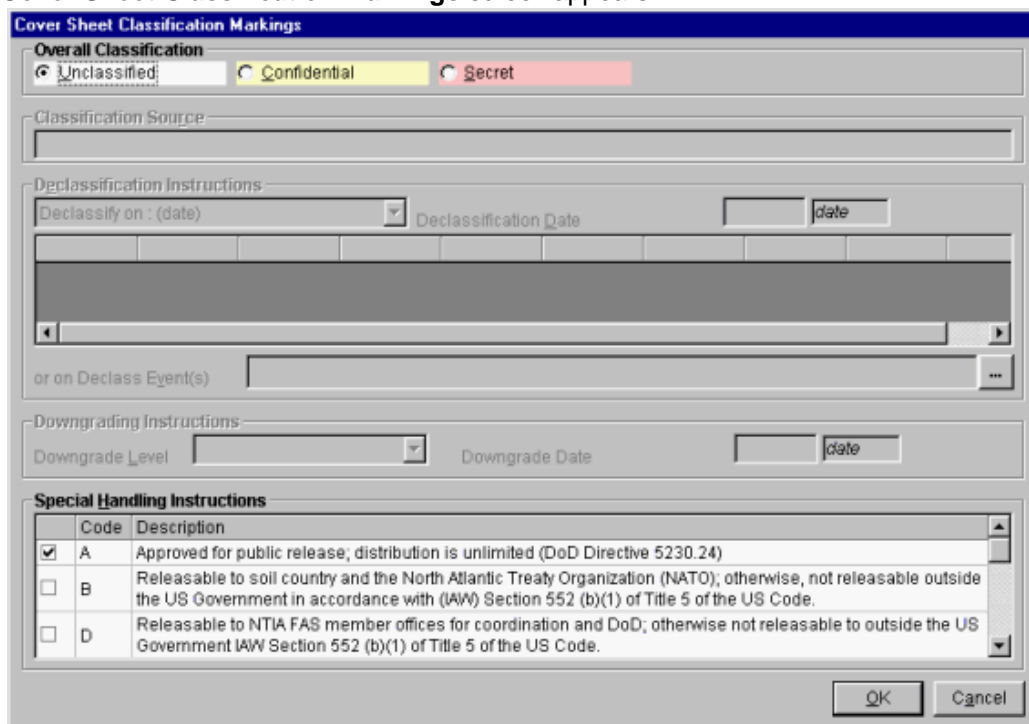 Cover Sheet Classification Markings
Overall Classification
Unclassified Confidential Secret
Classification Source
Declassification Instructions
Declassify on : (date) Declassification Date date
or on Declass Event(s) ...
Downgrading Instructions
Downgrade Level Downgrade Date date
Special Handling Instructions
Code Description
A Approved for public release; distribution is unlimited (DoD Directive 5230.24)
B Releasable to soil country and the North Atlantic Treaty Organization (NATO); otherwise, not releasable outside
the US Government in accordance with (IAW) Section 552 (b)(1) of Title 5 of the US Code.
D Releasable to NTIA FAS member offices for coordination and DoD; otherwise not releasable to outside the US
Government IAW Section 552 (b)(1) of Title 5 of the US Code.
OK Cancel